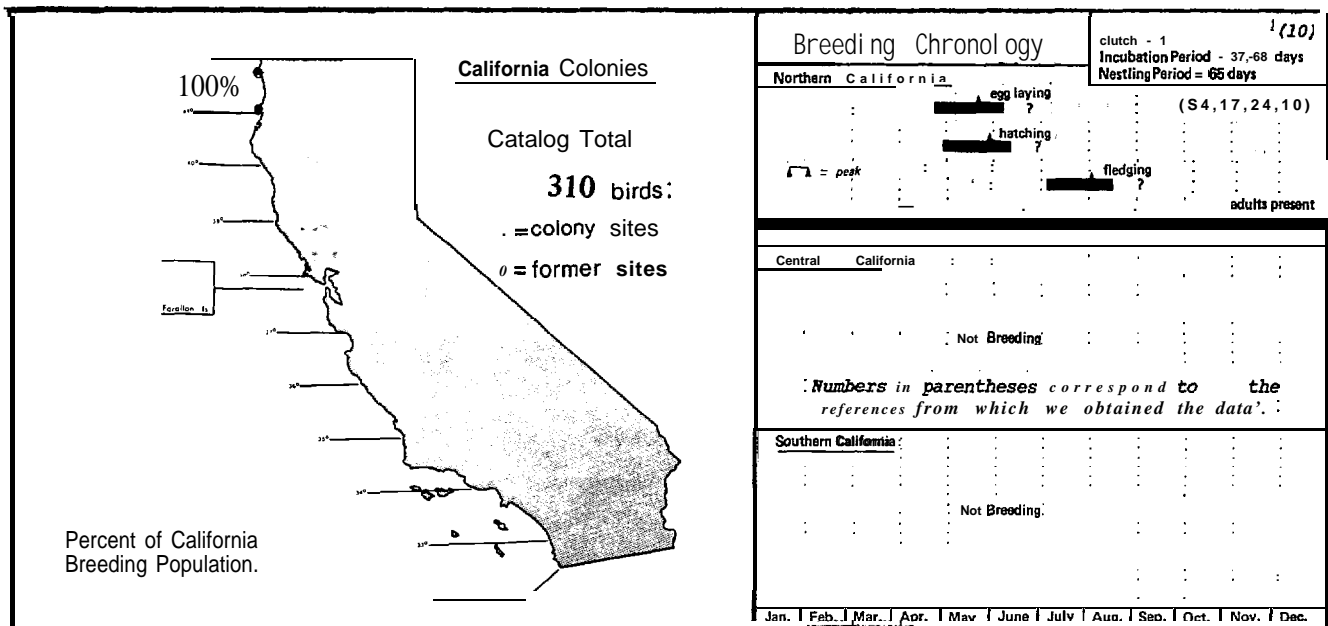 California Colonies
100%
Catalog Total
310 birds:
. =colony sites
0 = former sites
Farallon Is
Percent of California
Breeding Population.
Breeding Chronology
1(10)
clutch - 1
Incubation Period - 37,-68 days
Nestling Period = 65 days
Northern California
egg laying
?
(S4,17,24,10)
hatching
?
= peak
fledging
?
adults present
Central California
Not Breeding
Numbers in parentheses correspond to the
references from which we obtained the data'.
Southern California
Not Breeding
Jan. Feb. Mar. Apr. May June July Aug. Sep. Oct. Nov. Dec.